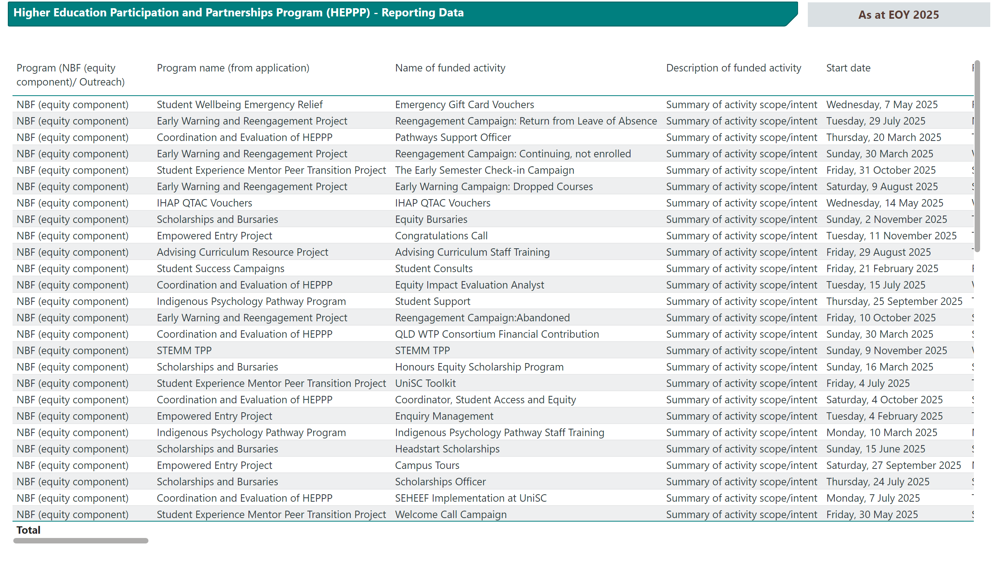 Higher Education Participation and Partnerships Program (HEPPP) - Reporting Data
As at EOY 2025
Program (NBF (equity component)/ Outreach) Program name (from application) Name of funded activity Description of funded activity Start date
NBF (equity component) Student Wellbeing Emergency Relief Emergency Gift Card Vouchers Summary of activity scope/intent Wednesday, 7 May 2025
NBF (equity component) Early Warning and Reengagement Project Reengagement Campaign: Return from Leave of Absence Summary of activity scope/intent Tuesday, 29 July 2025
NBF (equity component) Coordination and Evaluation of HEPPP Pathways Support Officer Summary of activity scope/intent Thursday, 20 March 2025
NBF (equity component) Early Warning and Reengagement Project Reengagement Campaign: Continuing, not enrolled Summary of activity scope/intent Sunday, 30 March 2025
NBF (equity component) Student Experience Mentor Peer Transition Project The Early Semester Check-in Campaign Summary of activity scope/intent Friday, 31 October 2025
NBF (equity component) Early Warning and Reengagement Project Early Warning Campaign: Dropped Courses Summary of activity scope/intent Saturday, 9 August 2025
NBF (equity component) IHAP QTAC Vouchers IHAP QTAC Vouchers Summary of activity scope/intent Wednesday, 14 May 2025
NBF (equity component) Scholarships and Bursaries Equity Bursaries Summary of activity scope/intent Sunday, 2 November 2025
NBF (equity component) Empowered Entry Project Congratulations Call Summary of activity scope/intent Tuesday, 11 November 2025
NBF (equity component) Advising Curriculum Resource Project Advising Curriculum Staff Training Summary of activity scope/intent Friday, 29 August 2025
NBF (equity component) Student Success Campaigns Student Consults Summary of activity scope/intent Friday, 21 February 2025
NBF (equity component) Coordination and Evaluation of HEPPP Equity Impact Evaluation Analyst Summary of activity scope/intent Tuesday, 15 July 2025
NBF (equity component) Indigenous Psychology Pathway Program Student Support Summary of activity scope/intent Thursday, 25 September 2025
NBF (equity component) Early Warning and Reengagement Project Reengagement Campaign:Abandoned Summary of activity scope/intent Friday, 10 October 2025
NBF (equity component) Coordination and Evaluation of HEPPP QLD WTP Consortium Financial Contribution Summary of activity scope/intent Sunday, 30 March 2025
NBF (equity component) STEMM TPP STEMM TPP Summary of activity scope/intent Sunday, 9 November 2025
NBF (equity component) Scholarships and Bursaries Honours Equity Scholarship Program Summary of activity scope/intent Sunday, 16 March 2025
NBF (equity component) Student Experience Mentor Peer Transition Project UniSC Toolkit Summary of activity scope/intent Friday, 4 July 2025
NBF (equity component) Coordination and Evaluation of HEPPP Coordinator, Student Access and Equity Summary of activity scope/intent Saturday, 4 October 2025
NBF (equity component) Empowered Entry Project Enquiry Management Summary of activity scope/intent Tuesday, 4 February 2025
NBF (equity component) Indigenous Psychology Pathway Program Indigenous Psychology Pathway Staff Training Summary of activity scope/intent Monday, 10 March 2025
NBF (equity component) Scholarships and Bursaries Headstart Scholarships Summary of activity scope/intent Sunday, 15 June 2025
NBF (equity component) Empowered Entry Project Campus Tours Summary of activity scope/intent Saturday, 27 September 2025
NBF (equity component) Scholarships and Bursaries Scholarships Officer Summary of activity scope/intent Thursday, 24 July 2025
NBF (equity component) Coordination and Evaluation of HEPPP SEHEEF Implementation at UniSC Summary of activity scope/intent Monday, 7 July 2025
NBF (equity component) Student Experience Mentor Peer Transition Project Welcome Call Campaign Summary of activity scope/intent Friday, 30 May 2025
Total